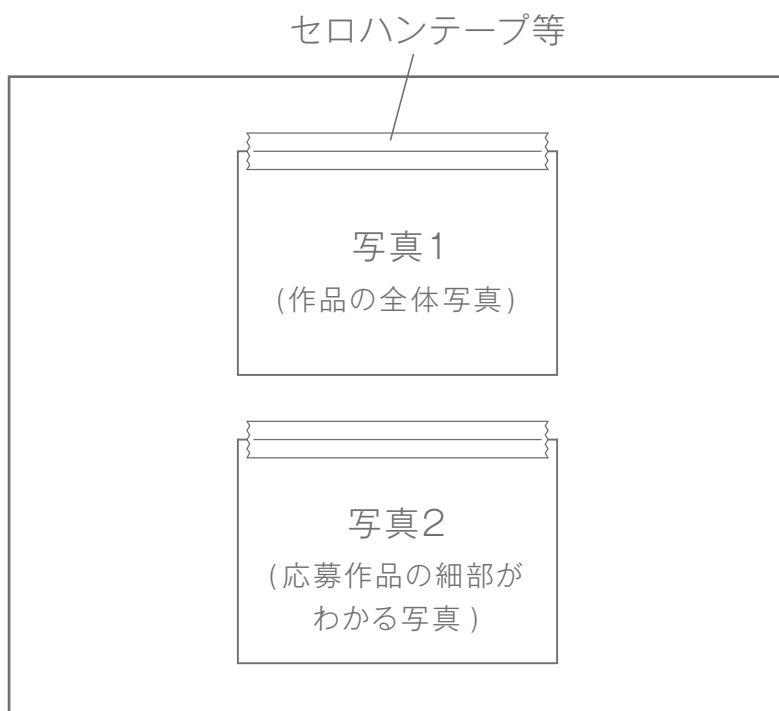 セロハンテープ等
写真1
(作品の全体写真)
写真2
(応募作品の細部が
わかる写真)